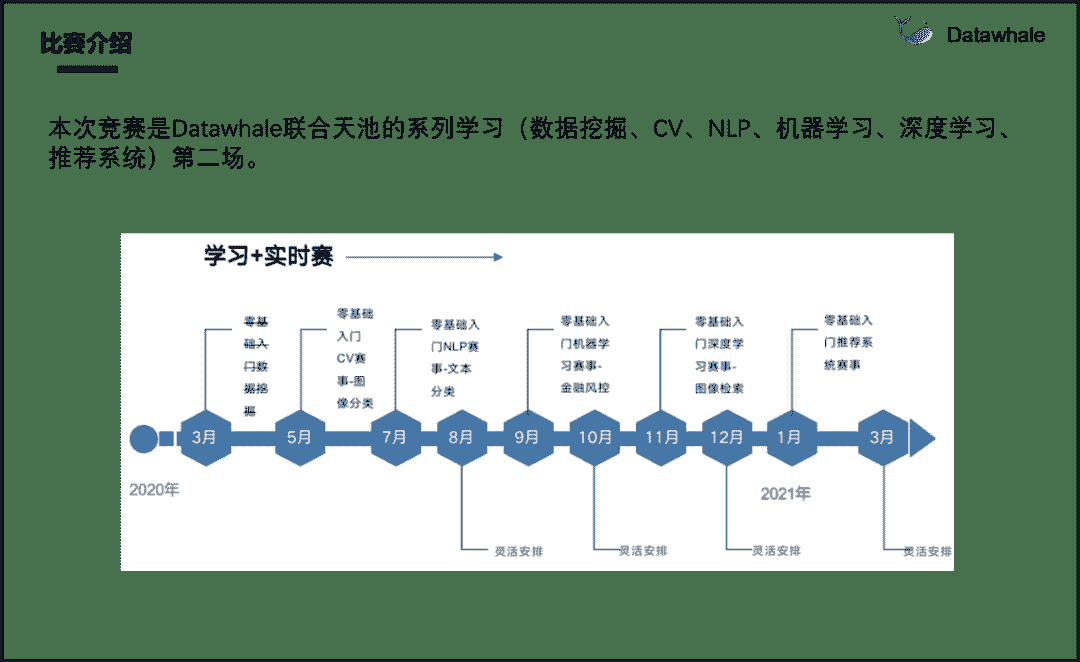 比赛介绍
Datawhale
本次竞赛是Datawhale联合天池的系列学习（数据挖掘、CV、NLP、机器学习、深度学习、
推荐系统）第二场。
学习+实时赛
零基
础入
门数
据挖
掘
零基础
入门
CV赛
事-图
像分类
零基础入
门NLP赛
事-文本
分类
零基础入
门机器学
习赛事-
金融风控
零基础入
门深度学
习赛事-
图像检索
零基础入
门推荐系
统赛事
3月
5月
7月
8月
9月
10月
11月
12月
1月
3月
2020年
2021年
灵活安排
灵活安排
灵活安排
灵活安排